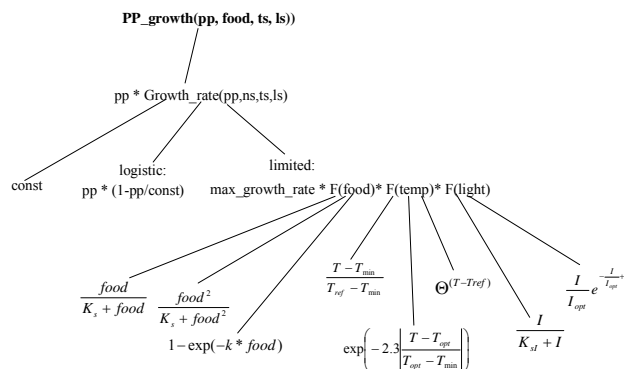 PP_growth(pp, food, ts, ls))
pp * Growth_rate(pp,ns,ts,ls)
const
logistic:
pp * (1-pp/const)
limited:
max_growth_rate * F(food)* F(temp)* F(light)
food / K_s + food
food^2 / K_s + food^2
1 − exp(−k * food)
T − T_min / T_ref − T_min
exp(−2.3|T − T_opt / T_opt − T_min|)
Θ^(T−Tref)
I / K_sI + I
I / I_opt e^−I/I_opt+